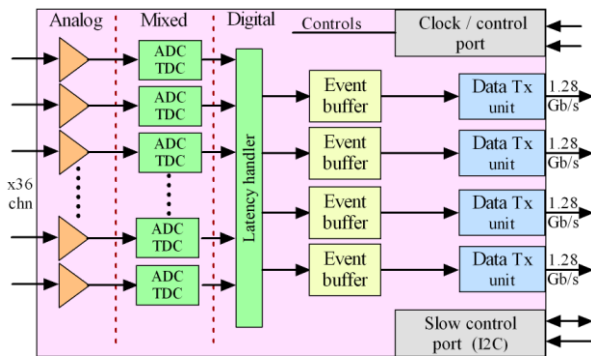 Analog
Mixed
Digital
Controls
Clock / control
port
ADC
TDC
ADC
TDC
ADC
TDC
ADC
TDC
ADC
TDC
x36
chn
Latency handler
Event
buffer
Data Tx
unit
1.28
Gb/s
Event
buffer
Data Tx
unit
1.28
Gb/s
Event
buffer
Data Tx
unit
1.28
Gb/s
Event
buffer
Data Tx
unit
1.28
Gb/s
Slow control
port (I2C)